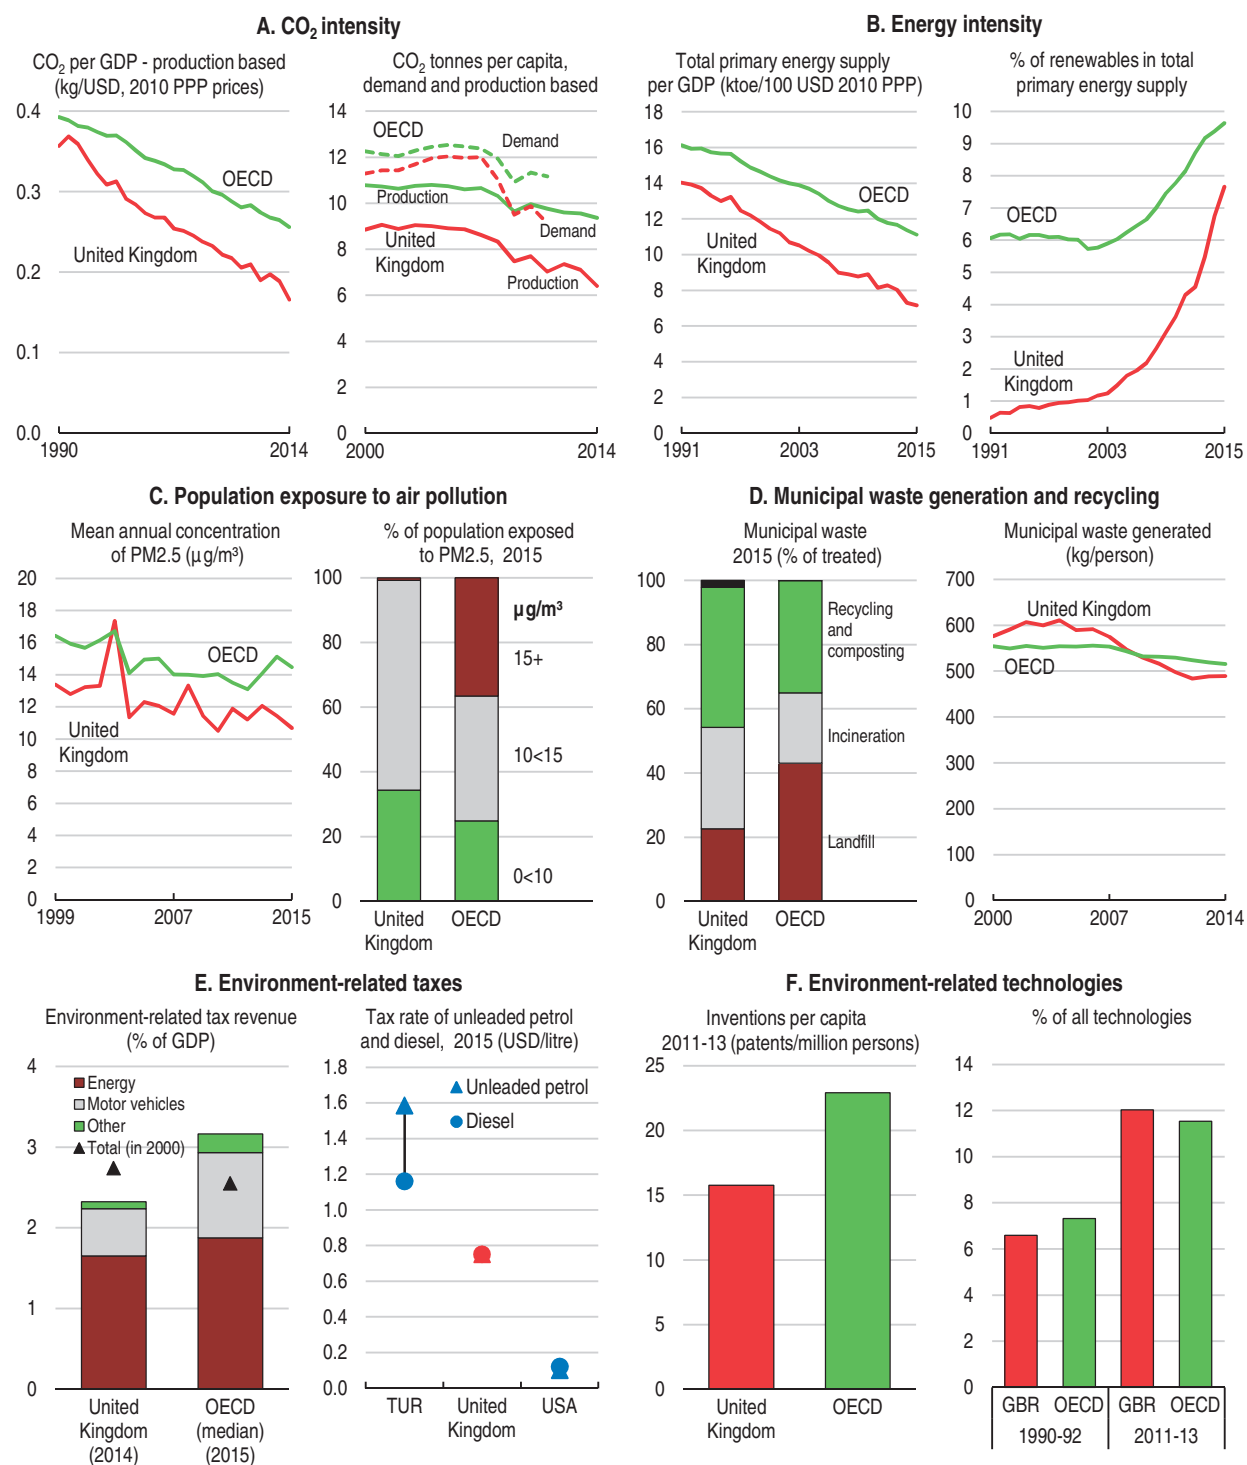 A. CO₂ intensity
CO₂ per GDP - production based
(kg/USD, 2010 PPP prices)
0.4
0.3
0.2
0.1
0.0
OECD
United Kingdom
1990
2014
CO₂ tonnes per capita,
demand and production based
14
12
10
8
6
4
2
0
OECD
Demand
Production
Demand
United
Kingdom
Production
2000
2014
B. Energy intensity
Total primary energy supply
per GDP (ktoe/100 USD 2010 PPP)
18
16
14
12
10
8
6
4
2
0
OECD
United
Kingdom
1991
2003
2015
% of renewables in total
primary energy supply
10
9
8
7
6
5
4
3
2
1
0
OECD
United
Kingdom
1991
2003
2015
C. Population exposure to air pollution
Mean annual concentration
of PM2.5 (µg/m³)
20
18
16
14
12
10
8
6
4
2
0
OECD
United
Kingdom
1999
2007
2015
% of population exposed
to PM2.5, 2015
100
80
60
40
20
0
µg/m³
15+
10<15
0<10
United
Kingdom
OECD
D. Municipal waste generation and recycling
Municipal waste
2015 (% of treated)
100
80
60
40
20
0
Recycling
and
composting
Incineration
Landfill
United
Kingdom
OECD
Municipal waste generated
(kg/person)
700
600
500
400
300
200
100
0
United Kingdom
OECD
2000
2007
2014
E. Environment-related taxes
Environment-related tax revenue
(% of GDP)
4
3
2
1
0
Energy
Motor vehicles
Other
Total (in 2000)
United
Kingdom
(2014)
OECD
(median)
(2015)
Tax rate of unleaded petrol
and diesel, 2015 (USD/litre)
1.8
1.6
1.4
1.2
1.0
0.8
0.6
0.4
0.2
0.0
Unleaded petrol
Diesel
TUR
United
Kingdom
USA
F. Environment-related technologies
Inventions per capita
2011-13 (patents/million persons)
25
20
15
10
5
0
United
Kingdom
OECD
% of all technologies
14
12
10
8
6
4
2
0
GBR OECD GBR OECD
1990-92 2011-13